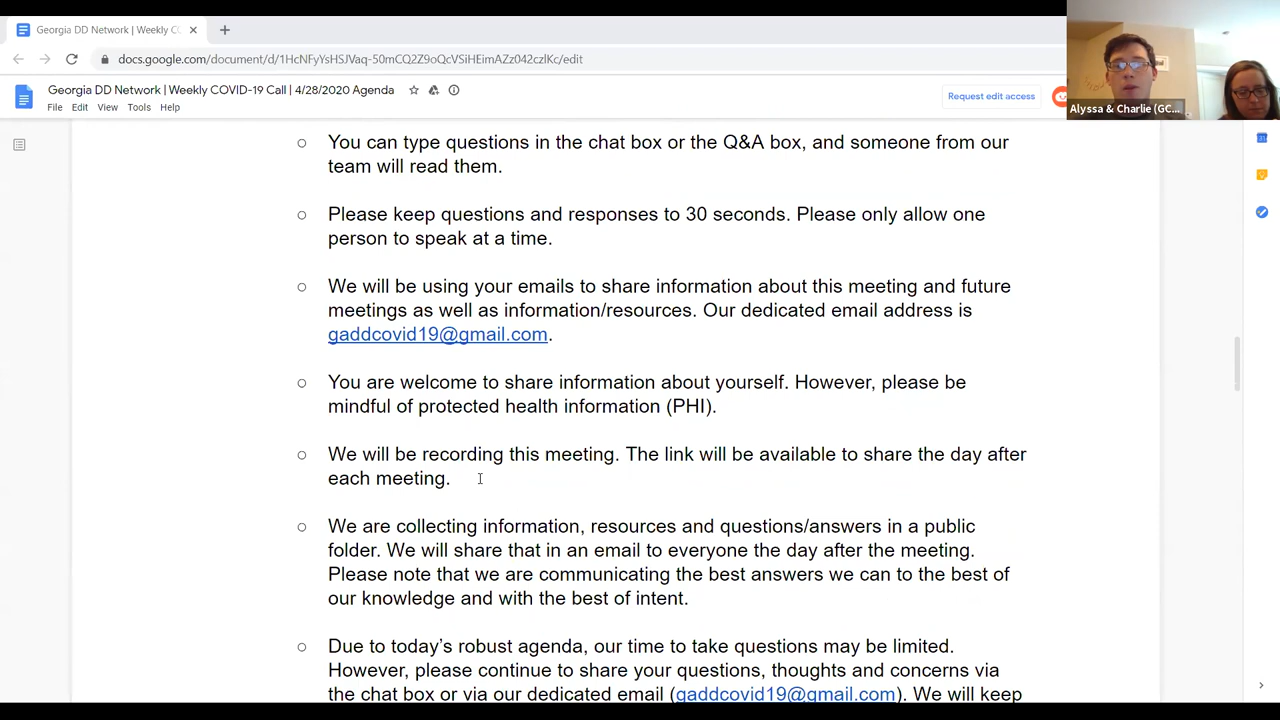 Georgia DD Network | Weekly C
docs.google.com/document/d/1HcNFyYsHSJVaq-50mCQ2Z9oQcVSiHEimAZz042czlKc/edit
Georgia DD Network | Weekly COVID-19 Call | 4/28/2020 Agenda
File Edit View Tools Help
Request edit access
Alyssa & Charlie (GC...
You can type questions in the chat box or the Q&A box, and someone from our
team will read them.
Please keep questions and responses to 30 seconds. Please only allow one
person to speak at a time.
We will be using your emails to share information about this meeting and future
meetings as well as information/resources. Our dedicated email address is
gaddcovid19@gmail.com.
You are welcome to share information about yourself. However, please be
mindful of protected health information (PHI).
We will be recording this meeting. The link will be available to share the day after
each meeting.
We are collecting information, resources and questions/answers in a public
folder. We will share that in an email to everyone the day after the meeting.
Please note that we are communicating the best answers we can to the best of
our knowledge and with the best of intent.
Due to today's robust agenda, our time to take questions may be limited.
However, please continue to share your questions, thoughts and concerns via
the chat box or via our dedicated email (gaddcovid19@gmail.com). We will keep